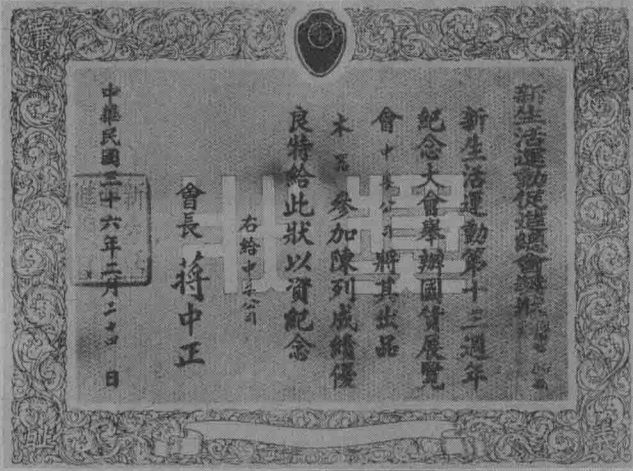 新生活運動促進總會獎狀
新生活運動第十三週年
紀念大會舉辦國貨展覽
會中公司將其出品
木器參加陳列成績優
良特給此狀以資紀念
右給中公司
會長 蔣中正
中華民國三十六年二月二十四日
獎狀